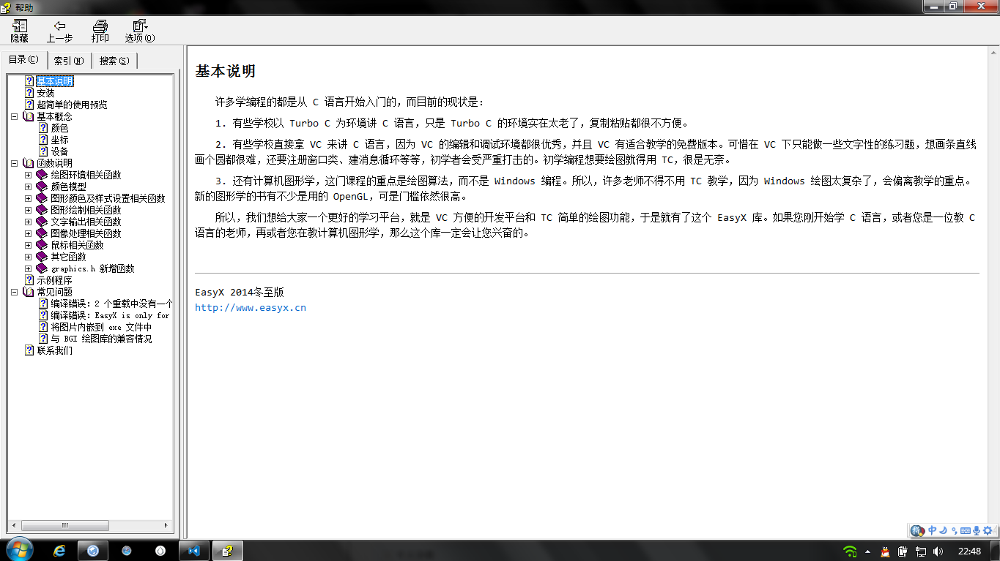 帮助
隐藏 上一步 打印 选项(O)
目录(C) 索引(N) 搜索(S)
基本说明
安装
超简单的使用预览
基本概念
颜色
坐标
设备
函数说明
绘图环境相关函数
颜色模型
图形颜色及样式设置相关函数
图形绘制相关函数
文字输出相关函数
图像处理相关函数
鼠标相关函数
其它函数
graphics.h 新增函数
示例程序
常见问题
编译错误：2 个重载中没有一个
编译错误：EasyX is only for
将图片内嵌到 exe 文件中
与 BGI 绘图库的兼容情况
联系我们
基本说明
许多学编程的都是从 C 语言开始入门的，而目前的现状是：
1. 有些学校以 Turbo C 为环境讲 C 语言，只是 Turbo C 的环境实在太老了，复制粘贴都很不方便。
2. 有些学校直接拿 VC 来讲 C 语言，因为 VC 的编辑和调试环境都很优秀，并且 VC 有适合教学的免费版本。可惜在 VC 下只能做一些文字性的练习题，想画条直线
画个圆都很难，还要注册窗口类、建消息循环等等，初学者会受严重打击的。初学编程想要绘图就得用 TC，很是无奈。
3. 还有计算机图形学，这门课程的重点是绘图算法，而不是 Windows 编程。所以，许多老师不得不用 TC 教学，因为 Windows 绘图太复杂了，会偏离教学的重点。
新的图形学的书有不少是用的 OpenGL，可是门槛依然很高。
所以，我们想给大家一个更好的学习平台，就是 VC 方便的开发平台和 TC 简单的绘图功能，于是就有了这个 EasyX 库。如果您刚开始学 C 语言，或者您是一位教 C
语言的老师，再或者您在教计算机图形学，那么这个库一定会让您兴奋的。
EasyX 2014冬至版
http://www.easyx.cn
中
22:48